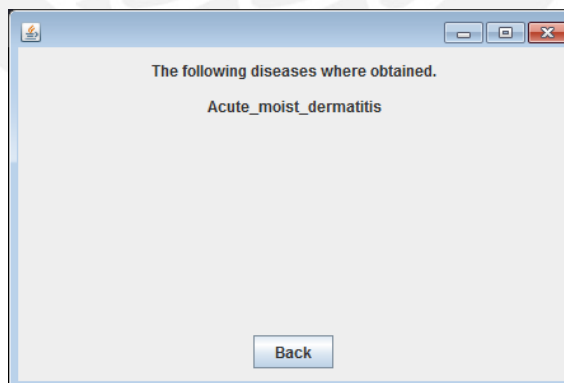 The following diseases where obtained.
Acute_moist_dermatitis
Back